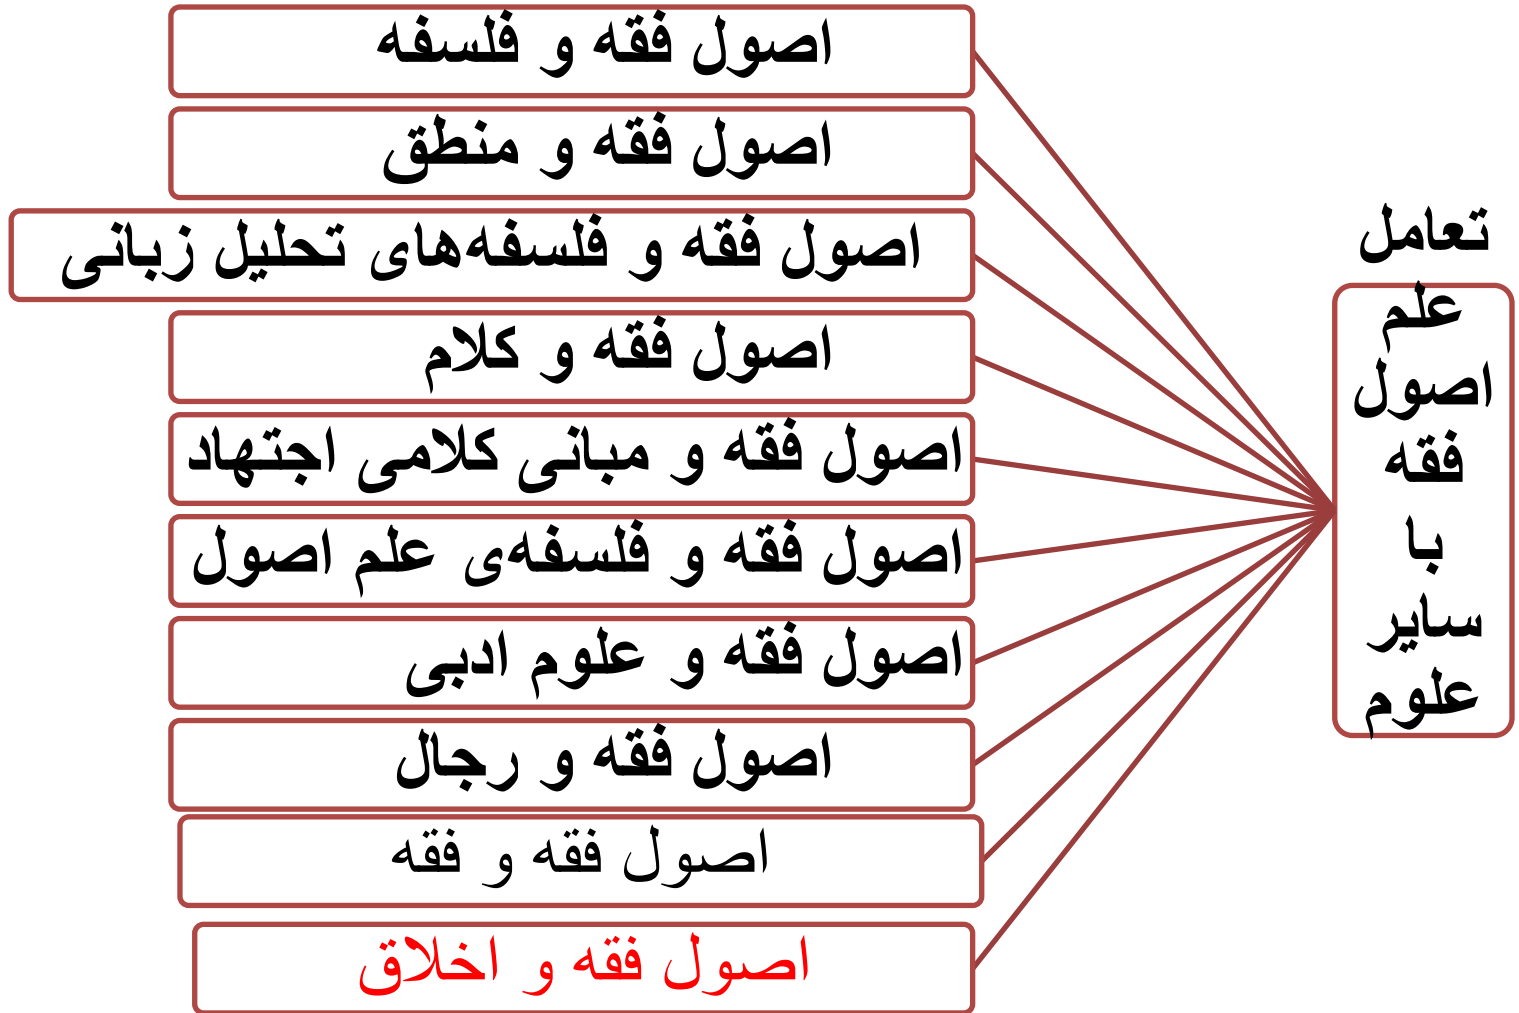 تعامل
علم
اصول
فقه
با
سایر
علوم
اصول فقه و فلسفه
اصول فقه و منطق
اصول فقه و فلسفه‌های تحلیل زبانی
اصول فقه و کلام
اصول فقه و مبانی کلامی اجتهاد
اصول فقه و فلسفه‌ی علم اصول
اصول فقه و علوم ادبی
اصول فقه و رجال
اصول فقه و فقه
اصول فقه و اخلاق